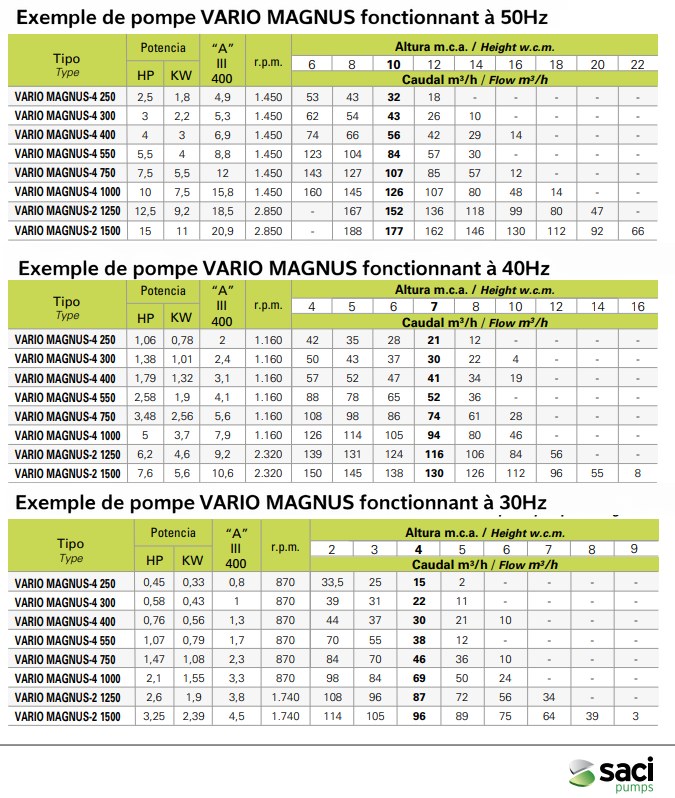 Exemple de pompe VARIO MAGNUS fonctionnant à 50Hz
Tipo Type Potencia "A" III 400 r.p.m. Altura m.c.a. / Height w.c.m.
HP KW 6 8 10 12 14 16 18 20 22
Caudal m³/h / Flow m³/h
VARIO MAGNUS-4 250 2,5 1,8 4,9 1.450 53 43 32 18 - - - - -
VARIO MAGNUS-4 300 3 2,2 5,3 1.450 62 54 43 26 10 - - - -
VARIO MAGNUS-4 400 4 3 6,9 1.450 74 66 56 42 29 14 - - -
VARIO MAGNUS-4 550 5,5 4 8,8 1.450 123 104 84 57 30 - - - -
VARIO MAGNUS-4 750 7,5 5,5 12 1.450 143 127 107 85 57 12 - - -
VARIO MAGNUS-4 1000 10 7,5 15,8 1.450 160 145 126 107 80 48 14 - -
VARIO MAGNUS-2 1250 12,5 9,2 18,5 2.850 - 167 152 136 118 99 80 47 -
VARIO MAGNUS-2 1500 15 11 20,9 2.850 - 188 177 162 146 130 112 92 66
Exemple de pompe VARIO MAGNUS fonctionnant à 40Hz
Tipo Type Potencia "A" III 400 r.p.m. Altura m.c.a. / Height w.c.m.
HP KW 4 5 6 7 8 10 12 14 16
Caudal m³/h / Flow m³/h
VARIO MAGNUS-4 250 1,06 0,78 2 1.160 42 35 28 21 12 - - - -
VARIO MAGNUS-4 300 1,38 1,01 2,4 1.160 50 43 37 30 22 4 - - -
VARIO MAGNUS-4 400 1,79 1,32 3,1 1.160 57 52 47 41 34 19 - - -
VARIO MAGNUS-4 550 2,58 1,9 4,1 1.160 88 78 65 52 36 - - - -
VARIO MAGNUS-4 750 3,48 2,56 5,6 1.160 108 98 86 74 61 28 - - -
VARIO MAGNUS-4 1000 5 3,7 7,9 1.160 126 114 105 94 80 46 - - -
VARIO MAGNUS-2 1250 6,2 4,6 9,2 2.320 139 131 124 116 106 84 56 - -
VARIO MAGNUS-2 1500 7,6 5,6 10,6 2.320 150 145 138 130 126 112 96 55 8
Exemple de pompe VARIO MAGNUS fonctionnant à 30Hz
Tipo Type Potencia "A" III 400 r.p.m. Altura m.c.a. / Height w.c.m.
HP KW 2 3 4 5 6 7 8 9
Caudal m³/h / Flow m³/h
VARIO MAGNUS-4 250 0,45 0,33 0,8 870 33,5 25 15 2 - - - -
VARIO MAGNUS-4 300 0,58 0,43 1 870 39 31 22 11 - - - -
VARIO MAGNUS-4 400 0,76 0,56 1,3 870 44 37 30 21 10 - - -
VARIO MAGNUS-4 550 1,07 0,79 1,7 870 70 55 38 12 - - - -
VARIO MAGNUS-4 750 1,47 1,08 2,3 870 84 70 46 36 10 - - -
VARIO MAGNUS-4 1000 2,1 1,55 3,3 870 98 84 69 50 24 - - -
VARIO MAGNUS-2 1250 2,6 1,9 3,8 1.740 108 96 87 72 56 34 - -
VARIO MAGNUS-2 1500 3,25 2,39 4,5 1.740 114 105 96 89 75 64 39 3
saci
pumps